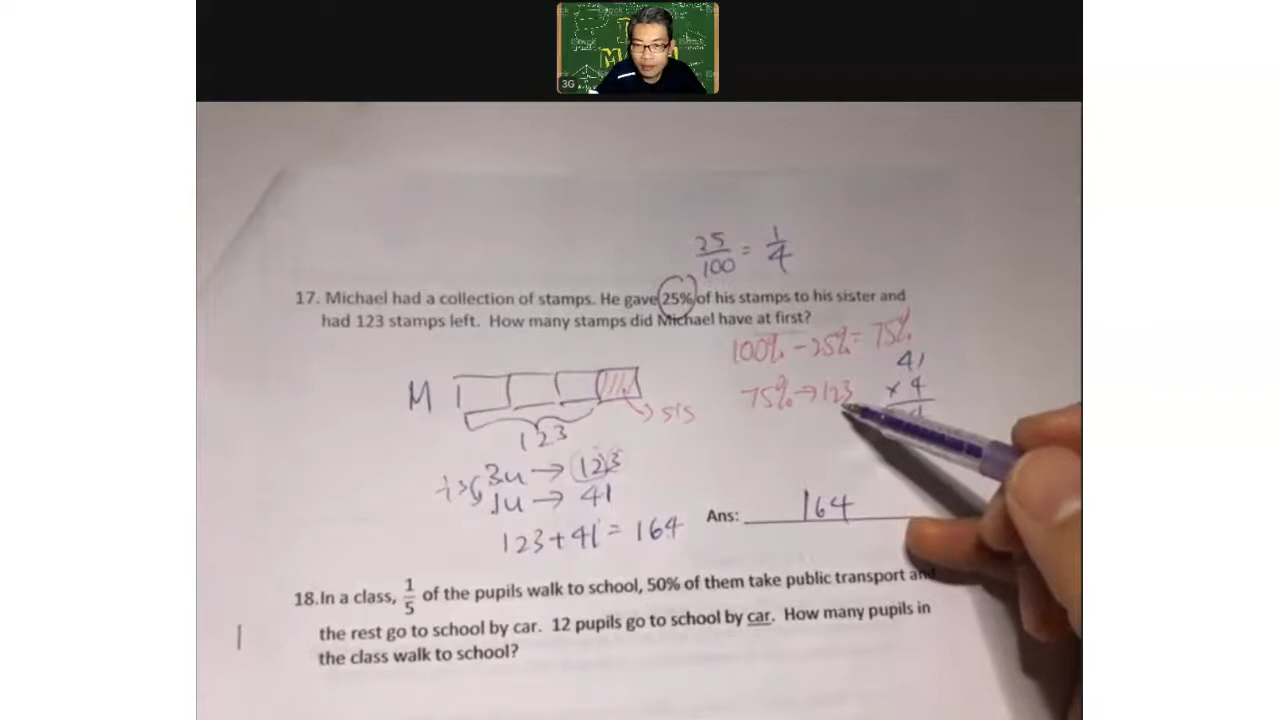 3G
25/100 = 1/4
17. Michael had a collection of stamps. He gave 25% of his stamps to his sister and
had 123 stamps left. How many stamps did Michael have at first?
100% - 25% = 75%
75% → 123
41
× 4
M
→ sis
123
÷3 3u → 123
1u → 41
123 + 41 = 164
Ans: 164
18. In a class, 1/5 of the pupils walk to school, 50% of them take public transport and
the rest go to school by car. 12 pupils go to school by car. How many pupils in
the class walk to school?